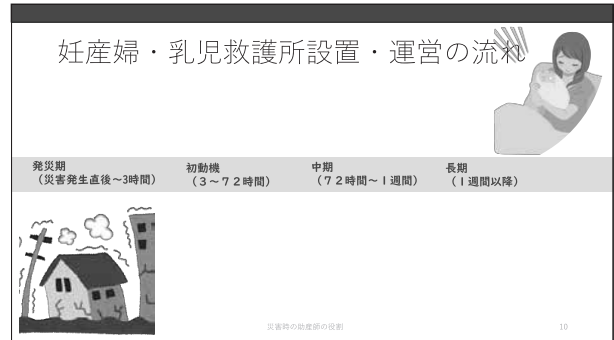 妊産婦・乳児救護所設置・運営の流れ
発災期
（災害発生直後～3時間）
初動機
（３～７２時間）
中期
（７２時間～１週間）
長期
（１週間以降）
災害時の助産師の役割
10